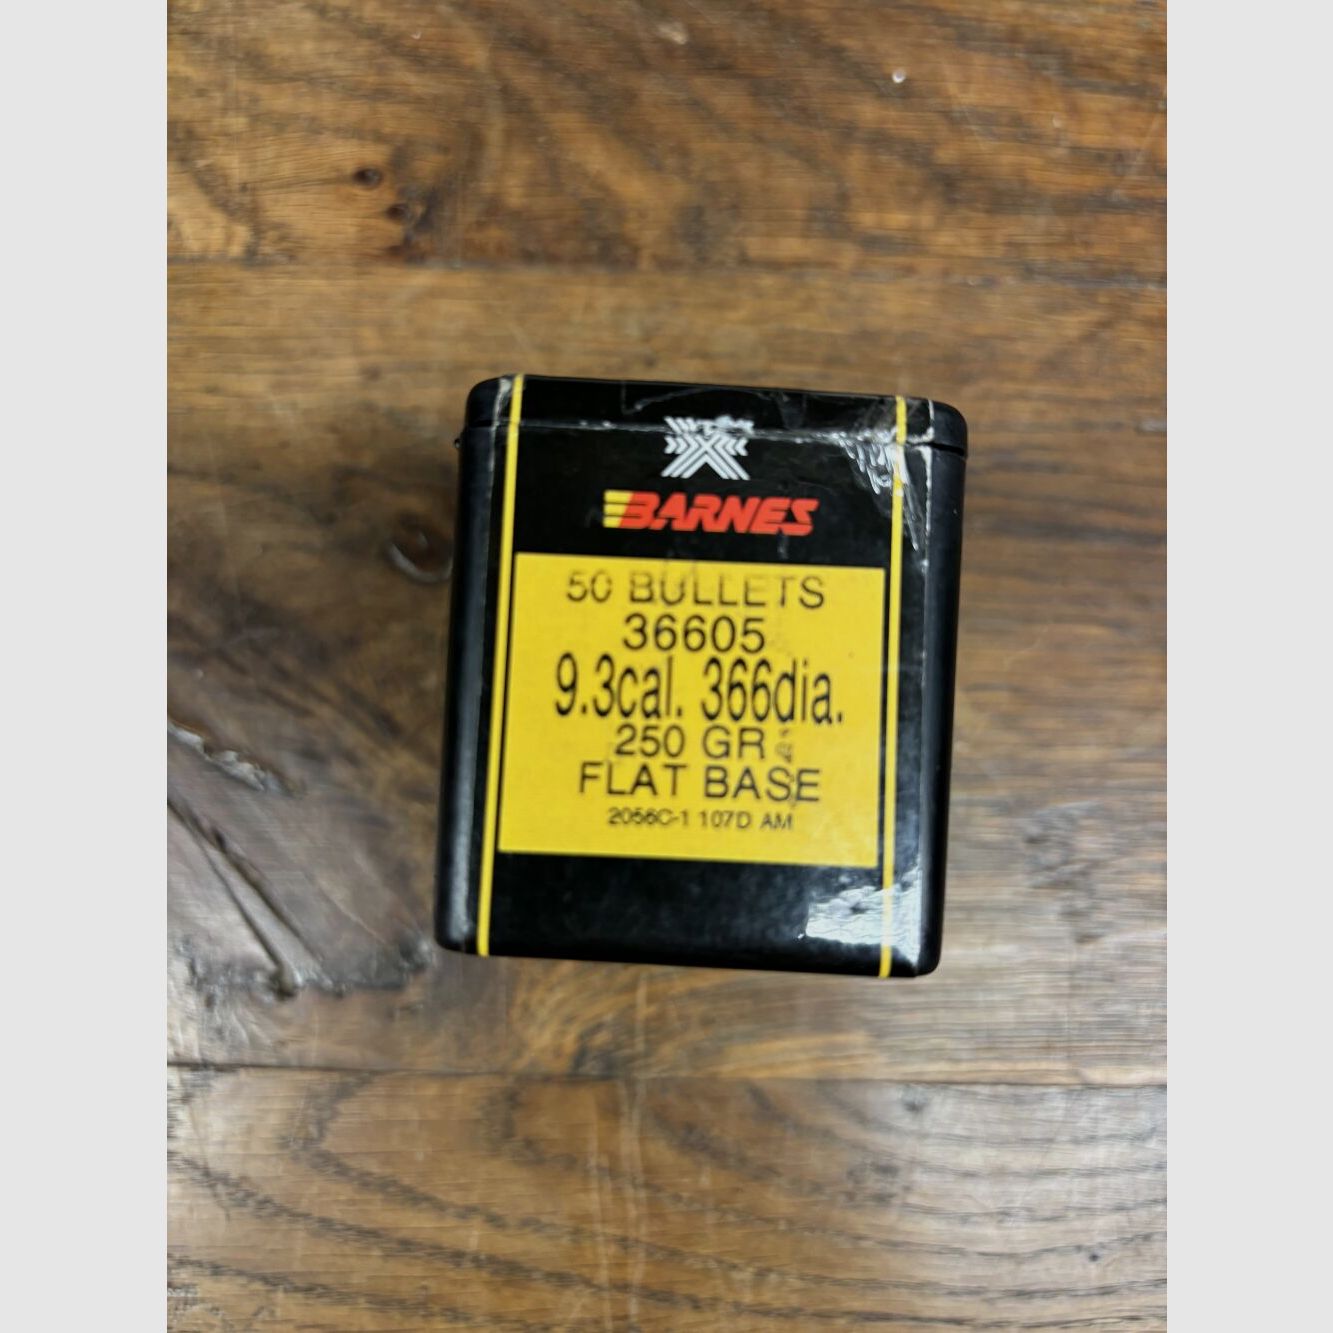 X
BARNES
50 BULLETS
36605
9.3cal. .366dia.
250 GR
FLAT BASE
2056C-1 107D AM